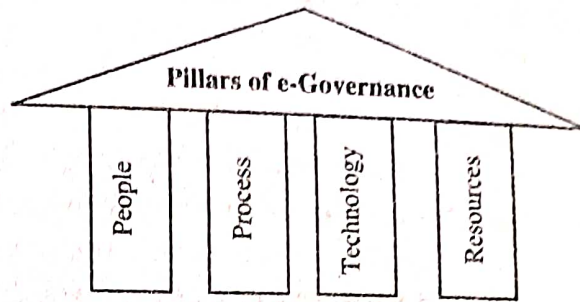 Pillars of e-Governance
People
Process
Technology
Resources